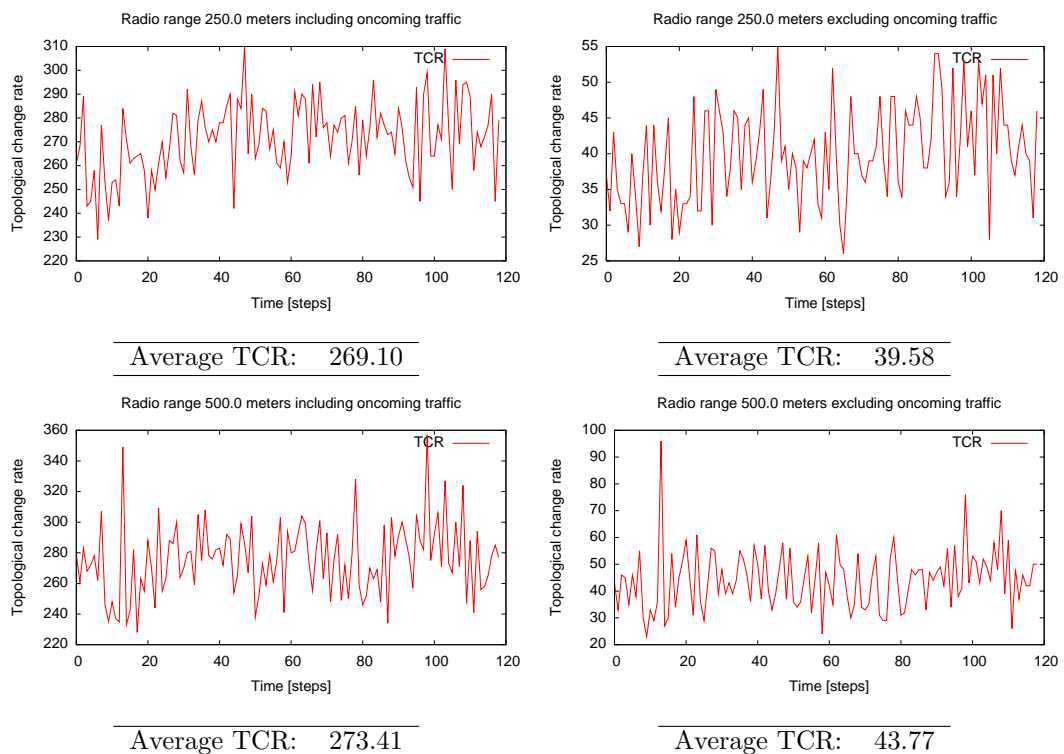 Radio range 250.0 meters including oncoming traffic
Topological change rate
310
300
290
280
270
260
250
240
230
220
TCR
0 20 40 60 80 100 120
Time [steps]
Average TCR: 269.10
Radio range 250.0 meters excluding oncoming traffic
Topological change rate
55
50
45
40
35
30
25
TCR
0 20 40 60 80 100 120
Time [steps]
Average TCR: 39.58
Radio range 500.0 meters including oncoming traffic
Topological change rate
360
340
320
300
280
260
240
220
TCR
0 20 40 60 80 100 120
Time [steps]
Average TCR: 273.41
Radio range 500.0 meters excluding oncoming traffic
Topological change rate
100
90
80
70
60
50
40
30
20
TCR
0 20 40 60 80 100 120
Time [steps]
Average TCR: 43.77